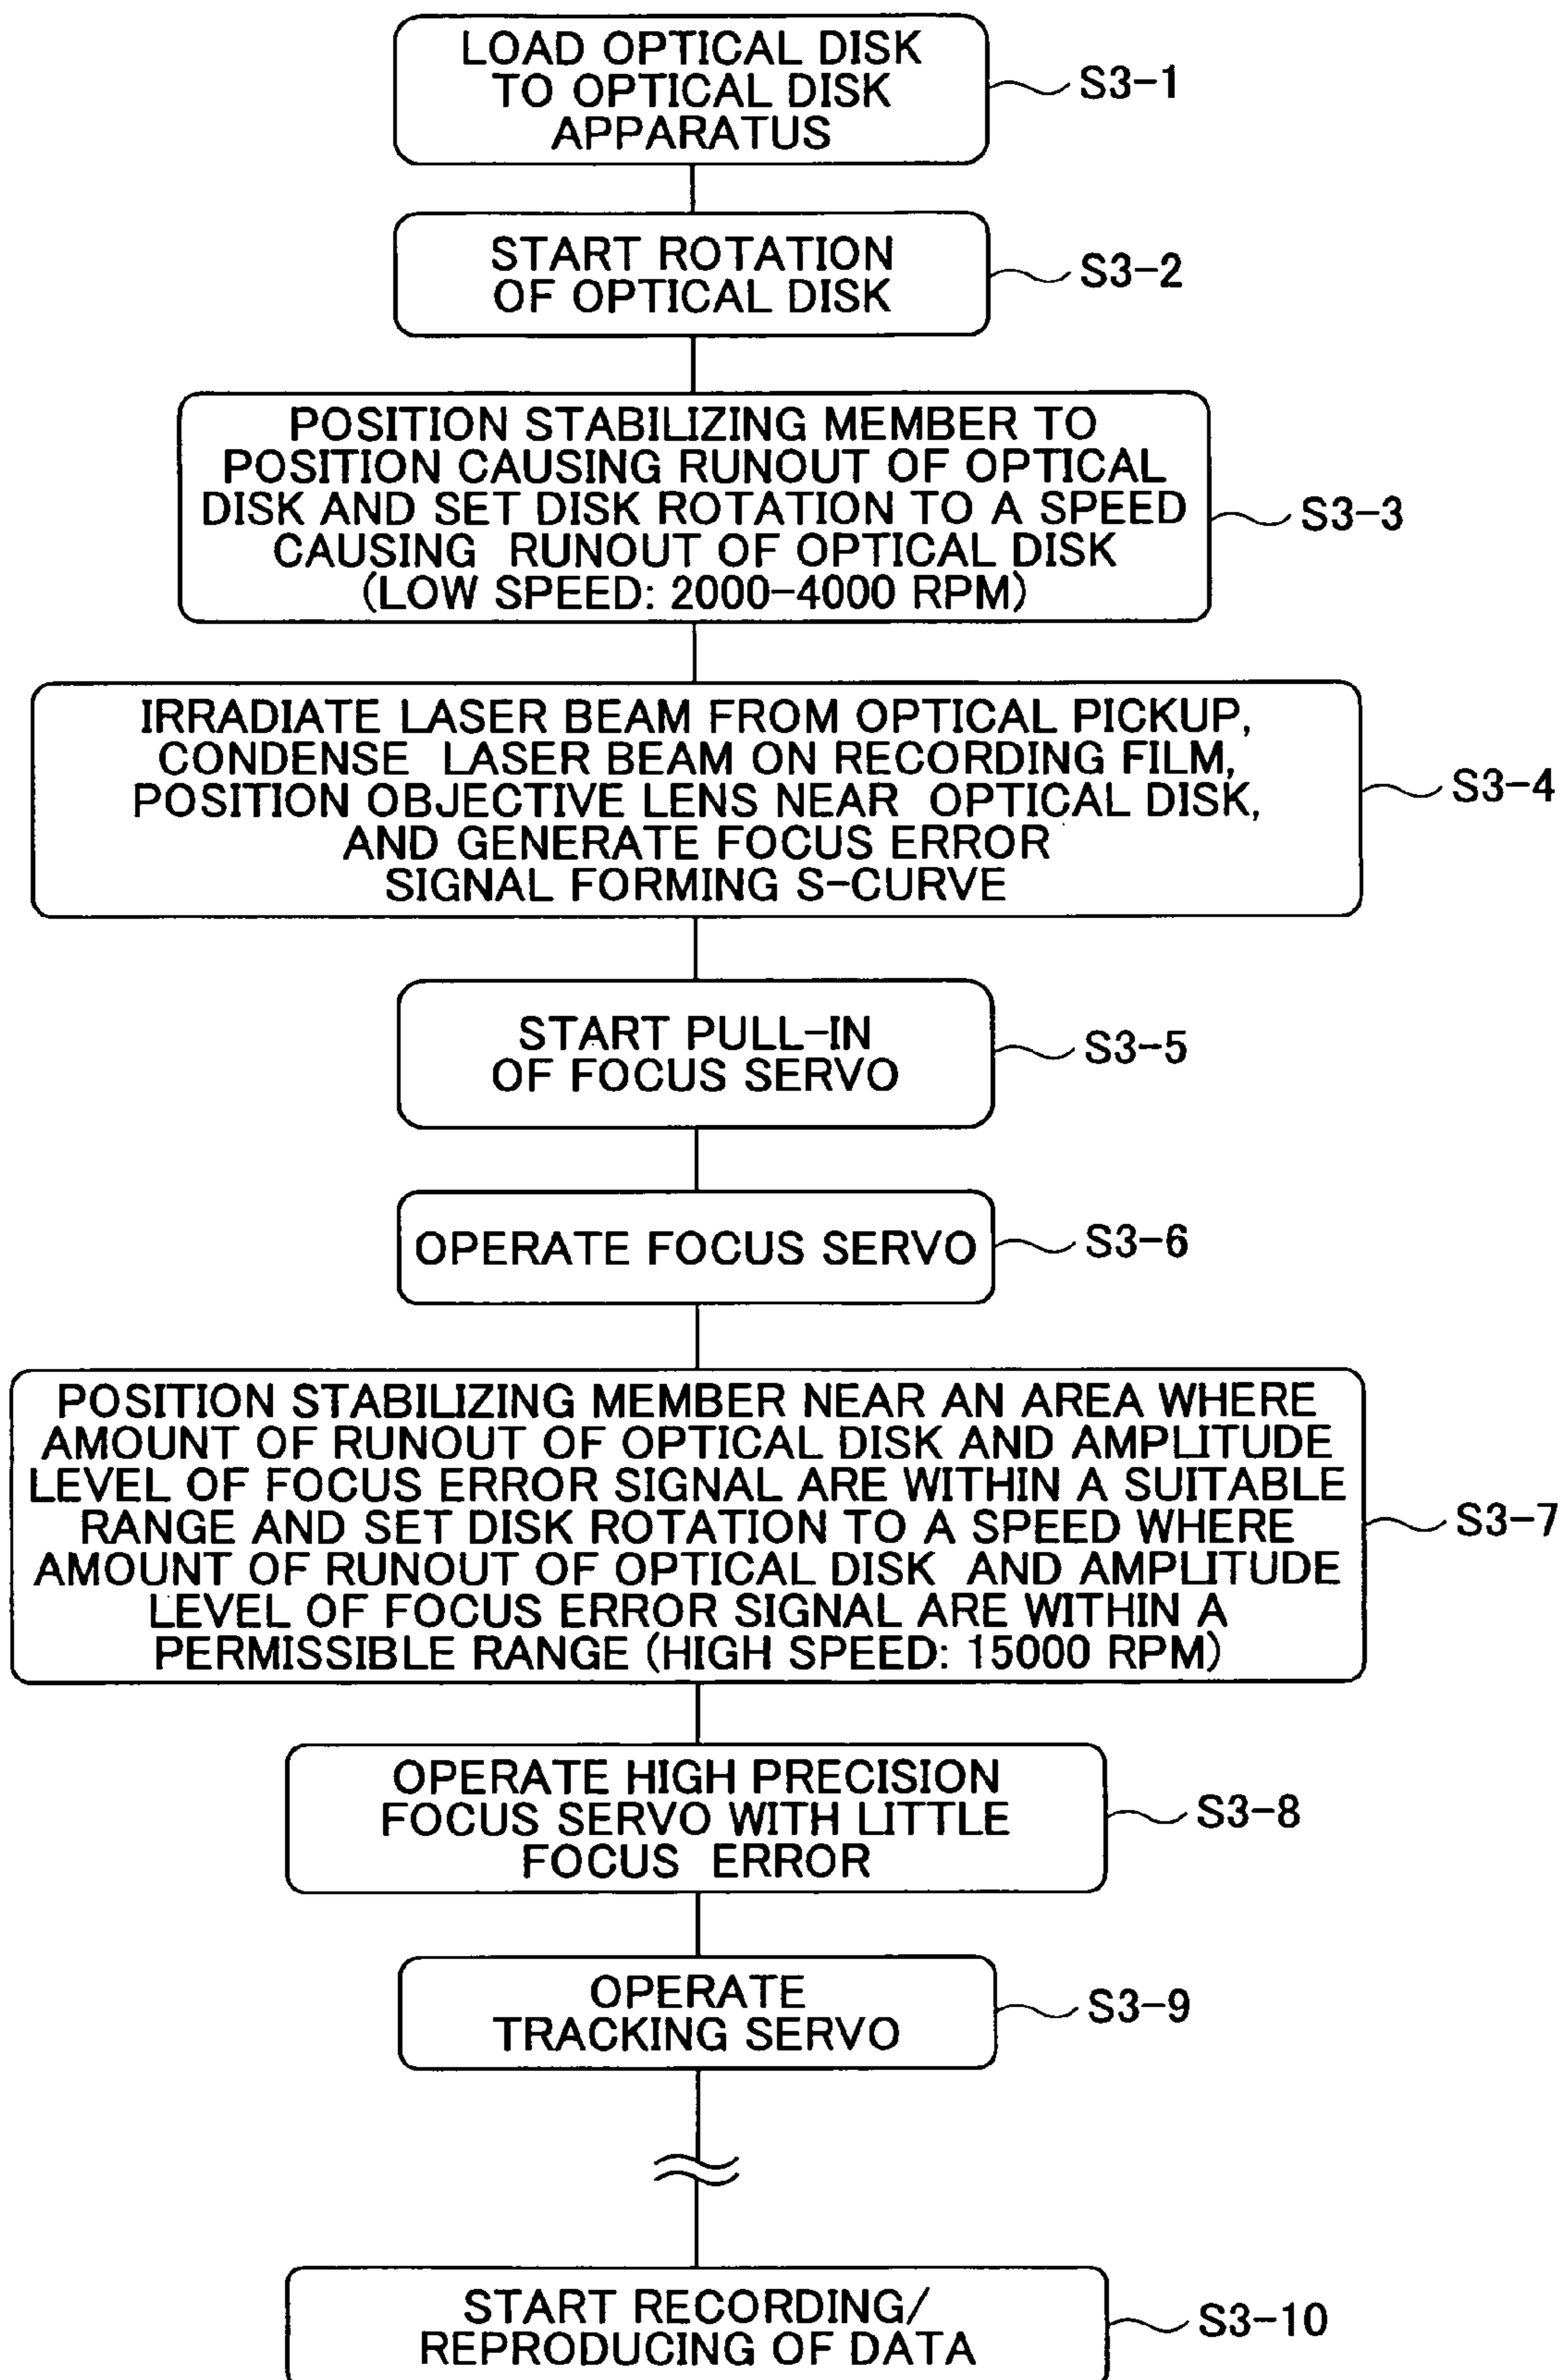 LOAD OPTICAL DISK
TO OPTICAL DISK
APPARATUS
S3-1
START ROTATION
OF OPTICAL DISK
S3-2
POSITION STABILIZING MEMBER TO
POSITION CAUSING RUNOUT OF OPTICAL
DISK AND SET DISK ROTATION TO A SPEED
CAUSING RUNOUT OF OPTICAL DISK
(LOW SPEED: 2000-4000 RPM)
S3-3
IRRADIATE LASER BEAM FROM OPTICAL PICKUP,
CONDENSE LASER BEAM ON RECORDING FILM,
POSITION OBJECTIVE LENS NEAR OPTICAL DISK,
AND GENERATE FOCUS ERROR
SIGNAL FORMING S-CURVE
S3-4
START PULL-IN
OF FOCUS SERVO
S3-5
OPERATE FOCUS SERVO
S3-6
POSITION STABILIZING MEMBER NEAR AN AREA WHERE
AMOUNT OF RUNOUT OF OPTICAL DISK AND AMPLITUDE
LEVEL OF FOCUS ERROR SIGNAL ARE WITHIN A SUITABLE
RANGE AND SET DISK ROTATION TO A SPEED WHERE
AMOUNT OF RUNOUT OF OPTICAL DISK AND AMPLITUDE
LEVEL OF FOCUS ERROR SIGNAL ARE WITHIN A
PERMISSIBLE RANGE (HIGH SPEED: 15000 RPM)
S3-7
OPERATE HIGH PRECISION
FOCUS SERVO WITH LITTLE
FOCUS ERROR
S3-8
OPERATE
TRACKING SERVO
S3-9
START RECORDING/
REPRODUCING OF DATA
S3-10